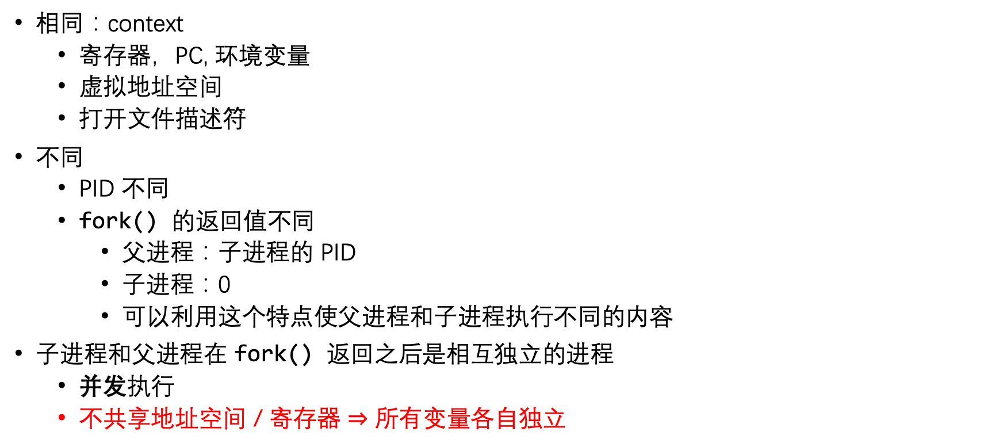 • 相同：context
• 寄存器，PC, 环境变量
• 虚拟地址空间
• 打开文件描述符
• 不同
• PID 不同
• fork() 的返回值不同
• 父进程：子进程的 PID
• 子进程：0
• 可以利用这个特点使父进程和子进程执行不同的内容
• 子进程和父进程在 fork() 返回之后是相互独立的进程
• 并发执行
• 不共享地址空间 / 寄存器 ⇒ 所有变量各自独立